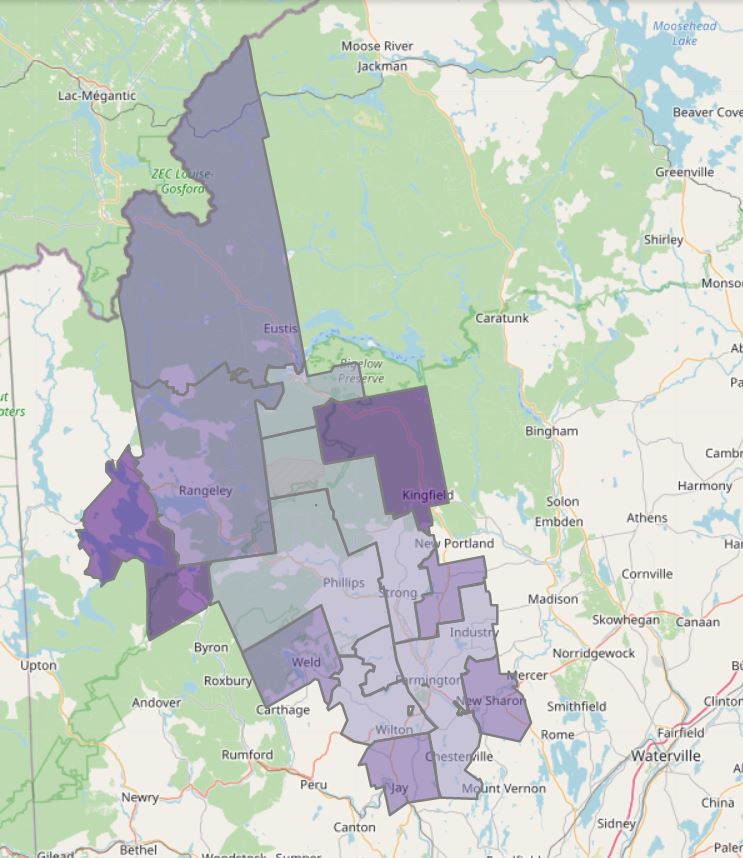 Moosehead
Lake
Moose River
Jackman
Lac-Mégantic
Beaver Cove
ZEC Louise-
Gosford
Greenville
Shirley
Monso
Caratunk
Eustis
Bigelow
Preserve
ut
aters
Bingham
Rangeley
Kingfield
Solon
Embden
Athens
Harmony
Camb
Ha
New Portland
Cornville
Phillips
Strong
Madison
Skowhegan
Canaan
Industry
Byron
Norridgewock
Upton
Weld
Mercer
Roxbury
Farmington
New Sharon
Clinto
Andover
Carthage
Smithfield
Wilton
Rome
Fairfield
Rumford
Chesterville
Waterville
Peru
Jay
Mount Vernon
Newry
China
Canton
Sidney
Bethel
Paler
Gilead
Woodstock
Sumner